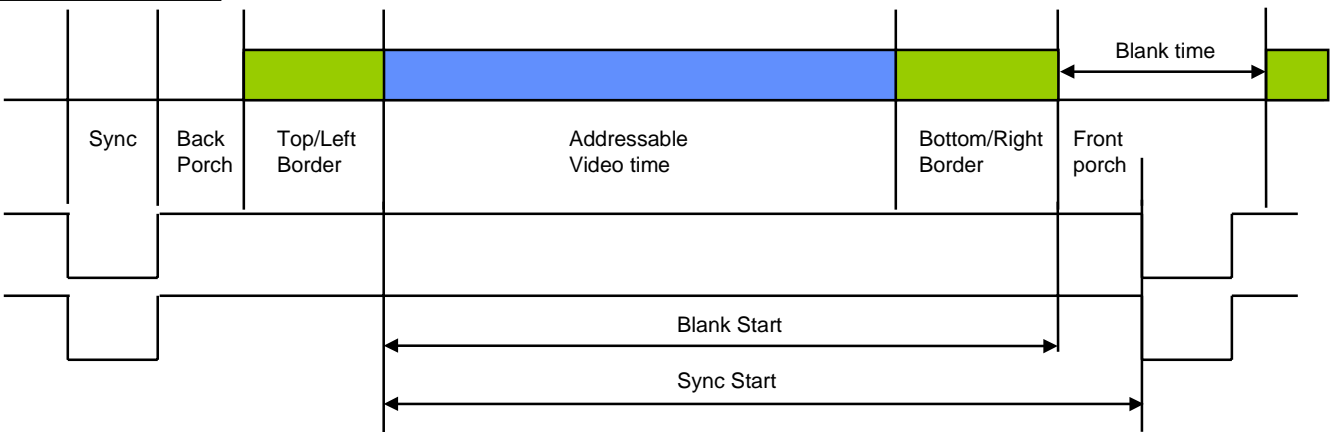 Blank time
Sync
Back
Porch
Top/Left
Border
Addressable
Video time
Bottom/Right
Border
Front
porch
Blank Start
Sync Start